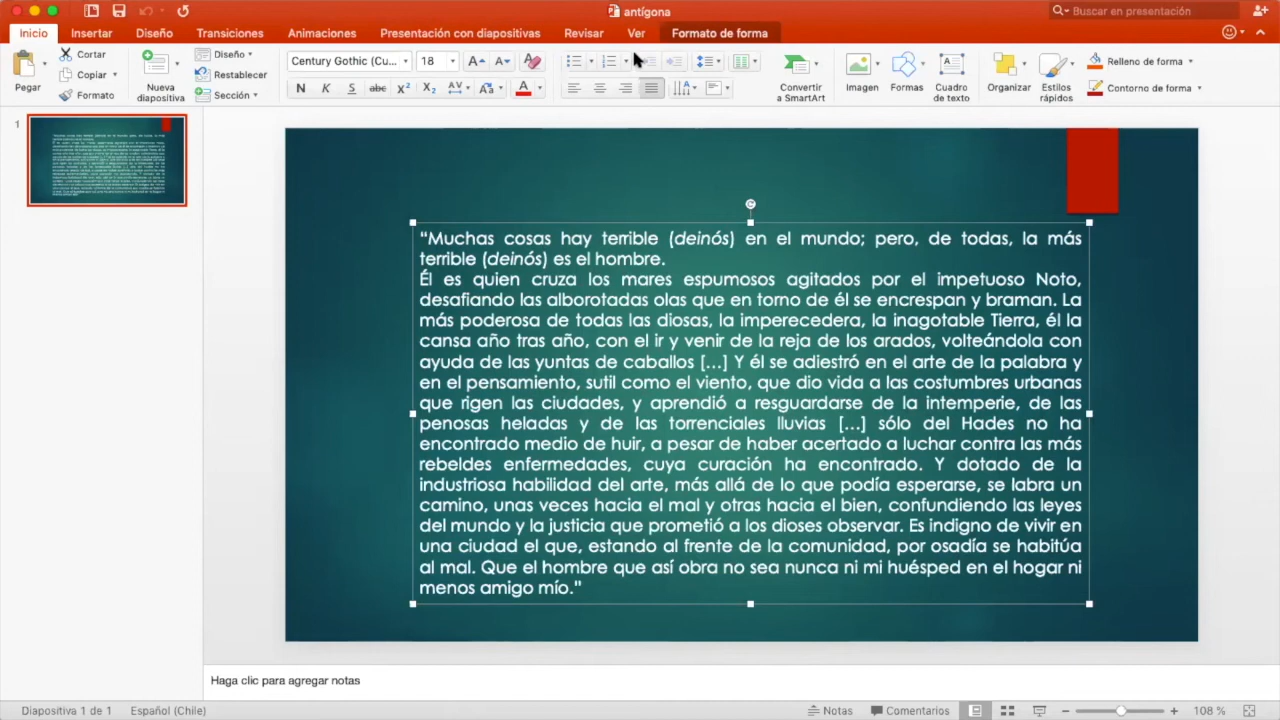 antígona
Buscar en presentación
Inicio
Insertar
Diseño
Transiciones
Animaciones
Presentación con diapositivas
Revisar
Ver
Formato de forma
Pegar
Cortar
Copiar
Formato
Nueva
diapositiva
Diseño
Restablecer
Sección
Century Gothic (Cu...
18
N K S abc X² X₂ AV Aa A
Convertir
a SmartArt
Imagen
Formas
Cuadro
de texto
Organizar
Estilos
rápidos
Relleno de forma
Contorno de forma
1
“Muchas cosas hay terrible (deinós) en el mundo; pero, de todas, la más
terrible (deinós) es el hombre.
Él es quien cruza los mares espumosos agitados por el impetuoso Noto,
desafiando las alborotadas olas que en torno de él se encrespan y braman. La
más poderosa de todas las diosas, la imperecedera, la inagotable Tierra, él la
cansa año tras año, con el ir y venir de la reja de los arados, volteándola con
ayuda de las yuntas de caballos [...] Y él se adiestró en el arte de la palabra y
en el pensamiento, sutil como el viento, que dio vida a las costumbres urbanas
que rigen las ciudades, y aprendió a resguardarse de la intemperie, de las
penosas heladas y de las torrenciales lluvias [...] sólo del Hades no ha
encontrado medio de huir, a pesar de haber acertado a luchar contra las más
rebeldes enfermedades, cuya curación ha encontrado. Y dotado de la
industriosa habilidad del arte, más allá de lo que podía esperarse, se labra un
camino, unas veces hacia el mal y otras hacia el bien, confundiendo las leyes
del mundo y la justicia que prometió a los dioses observar. Es indigno de vivir en
una ciudad el que, estando al frente de la comunidad, por osadía se habitúa
al mal. Que el hombre que así obra no sea nunca ni mi huésped en el hogar ni
menos amigo mío."
Haga clic para agregar notas
Diapositiva 1 de 1
Español (Chile)
Notas
Comentarios
108 %